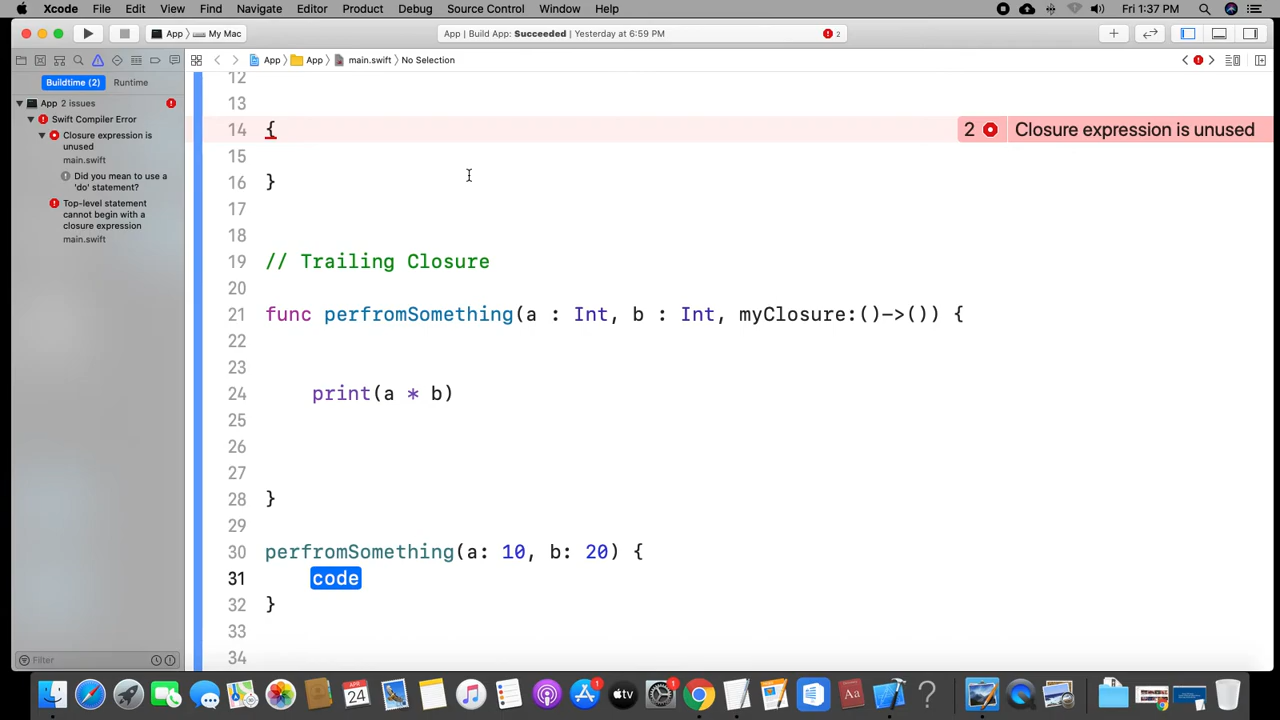 Xcode File Edit View Find Navigate Editor Product Debug Source Control Window Help Fri 1:37 PM
App My Mac App | Build App: Succeeded | Yesterday at 6:59 PM 2
App App main.swift No Selection
Buildtime (2) Runtime
App 2 issues
Swift Compiler Error
Closure expression is
unused
main.swift
Did you mean to use a
'do' statement?
Top-level statement
cannot begin with a
closure expression
main.swift
12
13
14 { 2 Closure expression is unused
15
16 }
17
18
19 // Trailing Closure
20
21 func perfromSomething(a : Int, b : Int, myClosure:()->()) {
22
23
24 print(a * b)
25
26
27
28 }
29
30 perfromSomething(a: 10, b: 20) {
31 code
32 }
33
34
Filter
24
1
tv
1
Aa
?